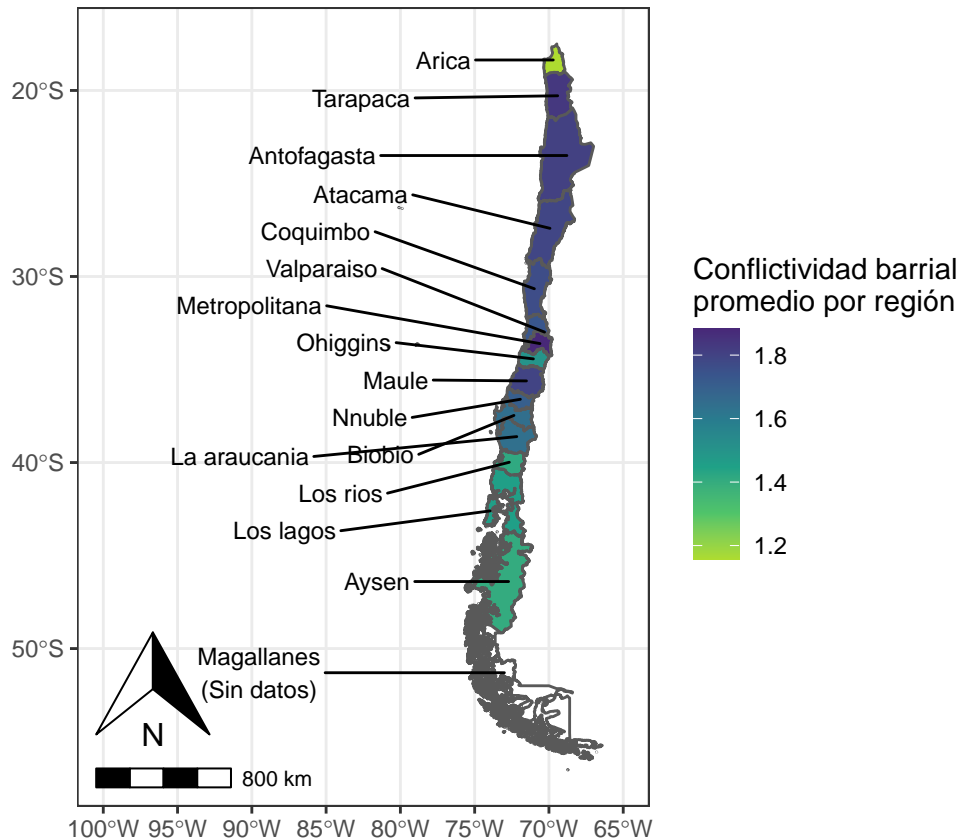 Arica
20°S
Tarapaca
Antofagasta
Atacama
Coquimbo
Valparaiso
30°S
Metropolitana
Ohiggins
Maule
Nnuble
Biobio
La araucania
40°S
Los rios
Los lagos
Aysen
50°S
Magallanes
(Sin datos)
N
800 km
100°W 95°W 90°W 85°W 80°W 75°W 70°W 65°W
Conflictividad barrial
promedio por región
1.8
1.6
1.4
1.2